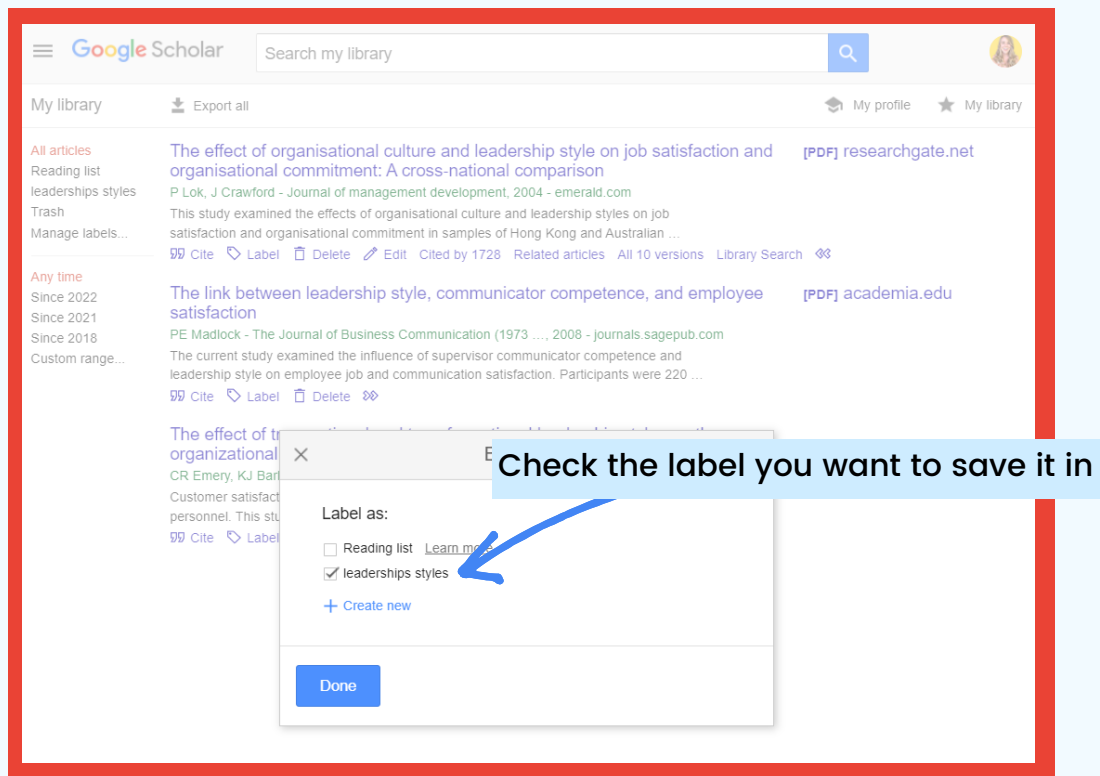 Google Scholar
Search my library
My library
Export all
My profile
My library
All articles
Reading list
leaderships styles
Trash
Manage labels...
Any time
Since 2022
Since 2021
Since 2018
Custom range...
The effect of organisational culture and leadership style on job satisfaction and
organisational commitment: A cross-national comparison
[PDF] researchgate.net
P Lok, J Crawford - Journal of management development, 2004 - emerald.com
This study examined the effects of organisational culture and leadership styles on job
satisfaction and organisational commitment in samples of Hong Kong and Australian ...
Cite Label Delete Edit Cited by 1728 Related articles All 10 versions Library Search
The link between leadership style, communicator competence, and employee
satisfaction
[PDF] academia.edu
PE Madlock - The Journal of Business Communication (1973 ..., 2008 - journals.sagepub.com
The current study examined the influence of supervisor communicator competence and
leadership style on employee job and communication satisfaction. Participants were 220 ...
Cite Label Delete
The effect of
organizational
CR Emery, KJ
Customer
personnel. This
Cite Label
Check the label you want to save it in
Label as:
Reading list Learn more
leaderships styles
Create new
Done